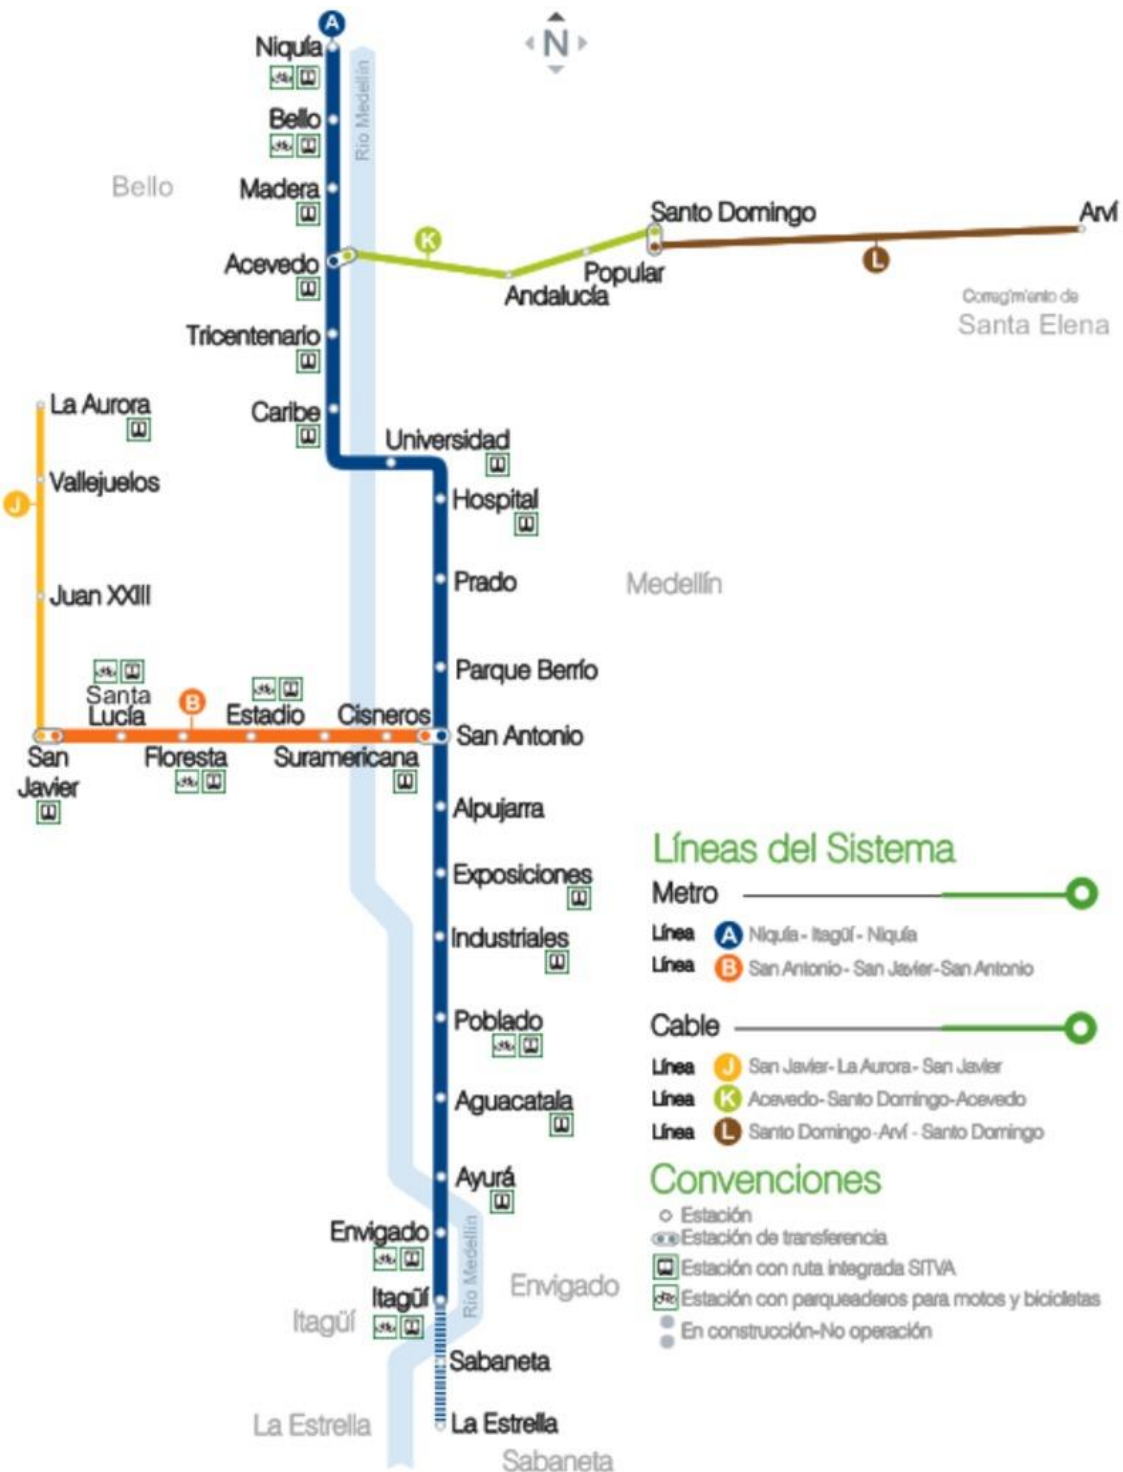 A
Niquía
N
Río Medellín
Bello
Bello
Madera
Santo Domingo
Arví
K
Acevedo
L
Popular
Andalucía
Corregimiento de
Santa Elena
Tricentenario
La Aurora
Caribe
Universidad
Vallejuelos
J
Hospital
Prado
Medellín
Juan XXIII
Parque Berrío
Santa
Lucía
B
Estadio
Cisneros
San Antonio
San
Javier
Floresta
Suramericana
Alpujarra
Exposiciones
Industriales
Poblado
Aguacatala
Ayurá
Envigado
Río Medellín
Envigado
Itagüí
Itagüí
Sabaneta
La Estrella
La Estrella
Sabaneta
Líneas del Sistema
Metro
Línea A Niquía - Itagüí - Niquía
Línea B San Antonio - San Javier-San Antonio
Cable
Línea J San Javier- La Aurora - San Javier
Línea K Acevedo- Santo Domingo-Acevedo
Línea L Santo Domingo -Arví - Santo Domingo
Convenciones
Estación
Estación de transferencia
Estación con ruta integrada SITVA
Estación con parqueaderos para motos y bicicletas
En construcción-No operación